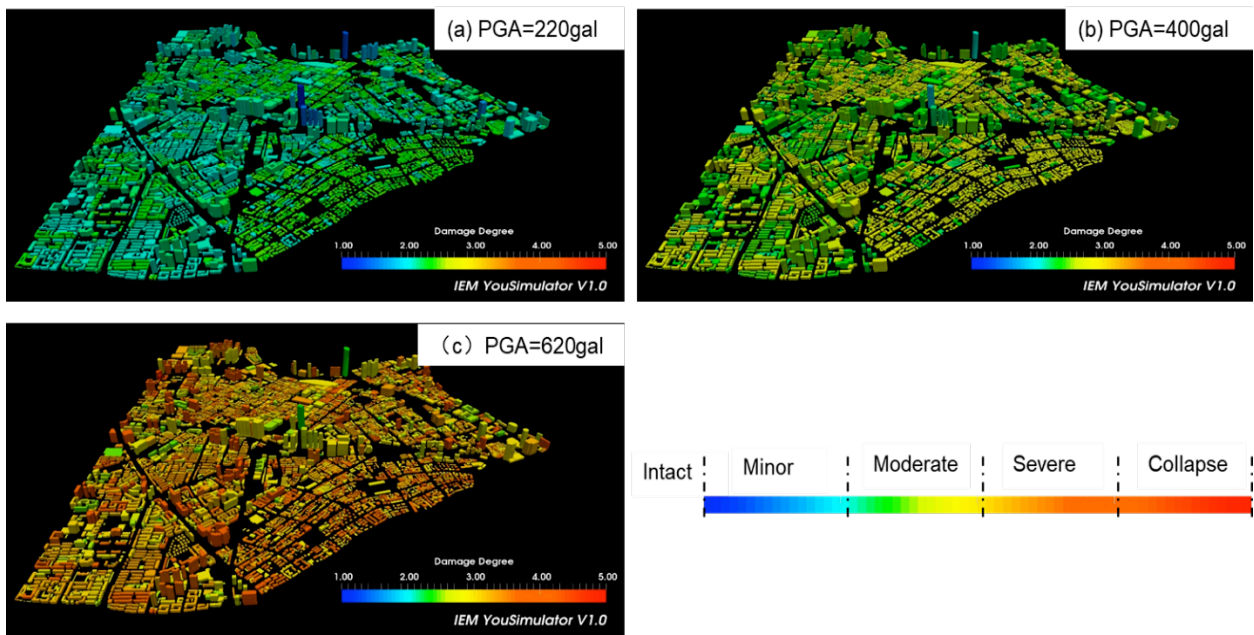 (a) PGA=220gal
Damage Degree
1.00 2.00 3.00 4.00 5.00
IEM YouSimulator V1.0
(b) PGA=400gal
Damage Degree
1.00 2.00 3.00 4.00 5.00
IEM YouSimulator V1.0
（c）PGA=620gal
Damage Degree
1.00 2.00 3.00 4.00 5.00
IEM YouSimulator V1.0
Intact Minor Moderate Severe Collapse